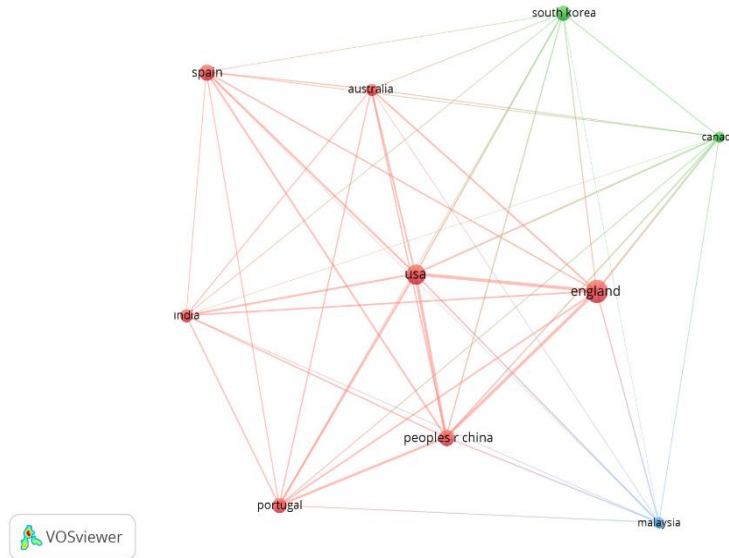 south korea
spain
australia
canad
usa
england
india
peoples r china
portugal
malaysia
VOSviewer